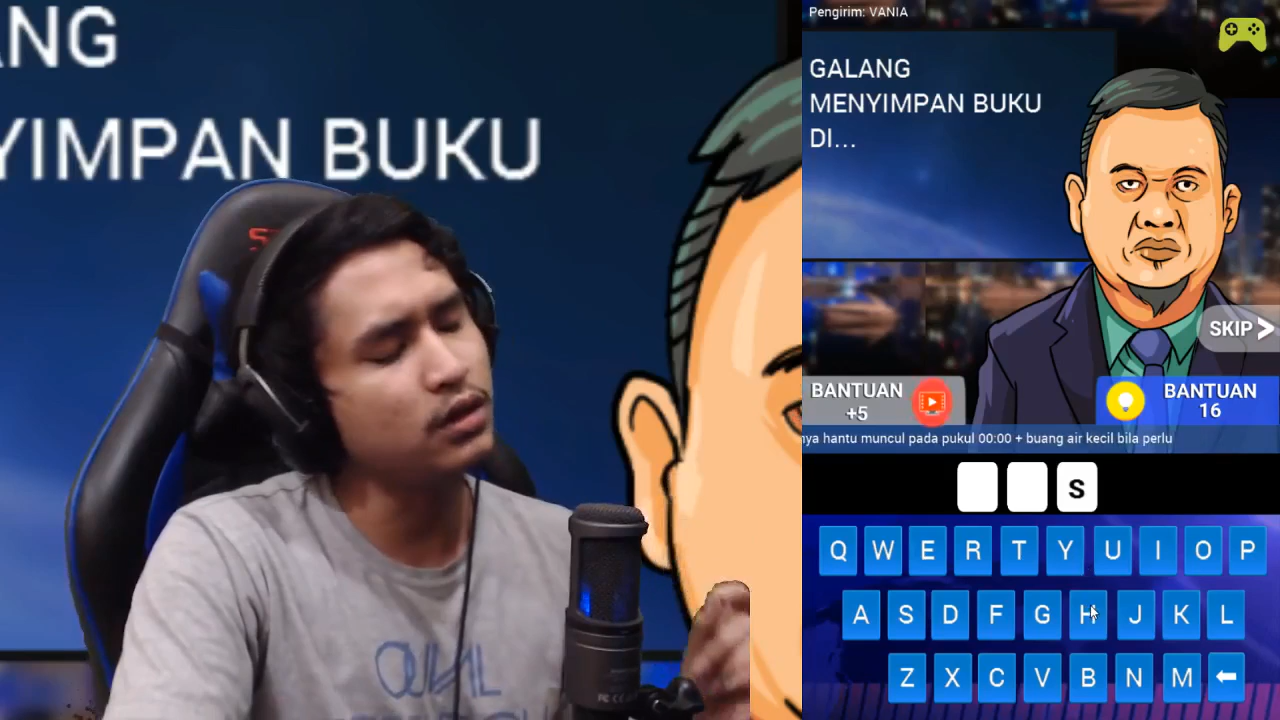 ANG
YIMPAN BUKU
Pengirim: VANIA
GALANG
MENYIMPAN BUKU
DI...
SKIP >
BANTUAN
+5
BANTUAN
16
nya hantu muncul pada pukul 00:00 + buang air kecil bila perlu
S
Q W E R T Y U I O P
A S D F G H J K L
Z X C V B N M